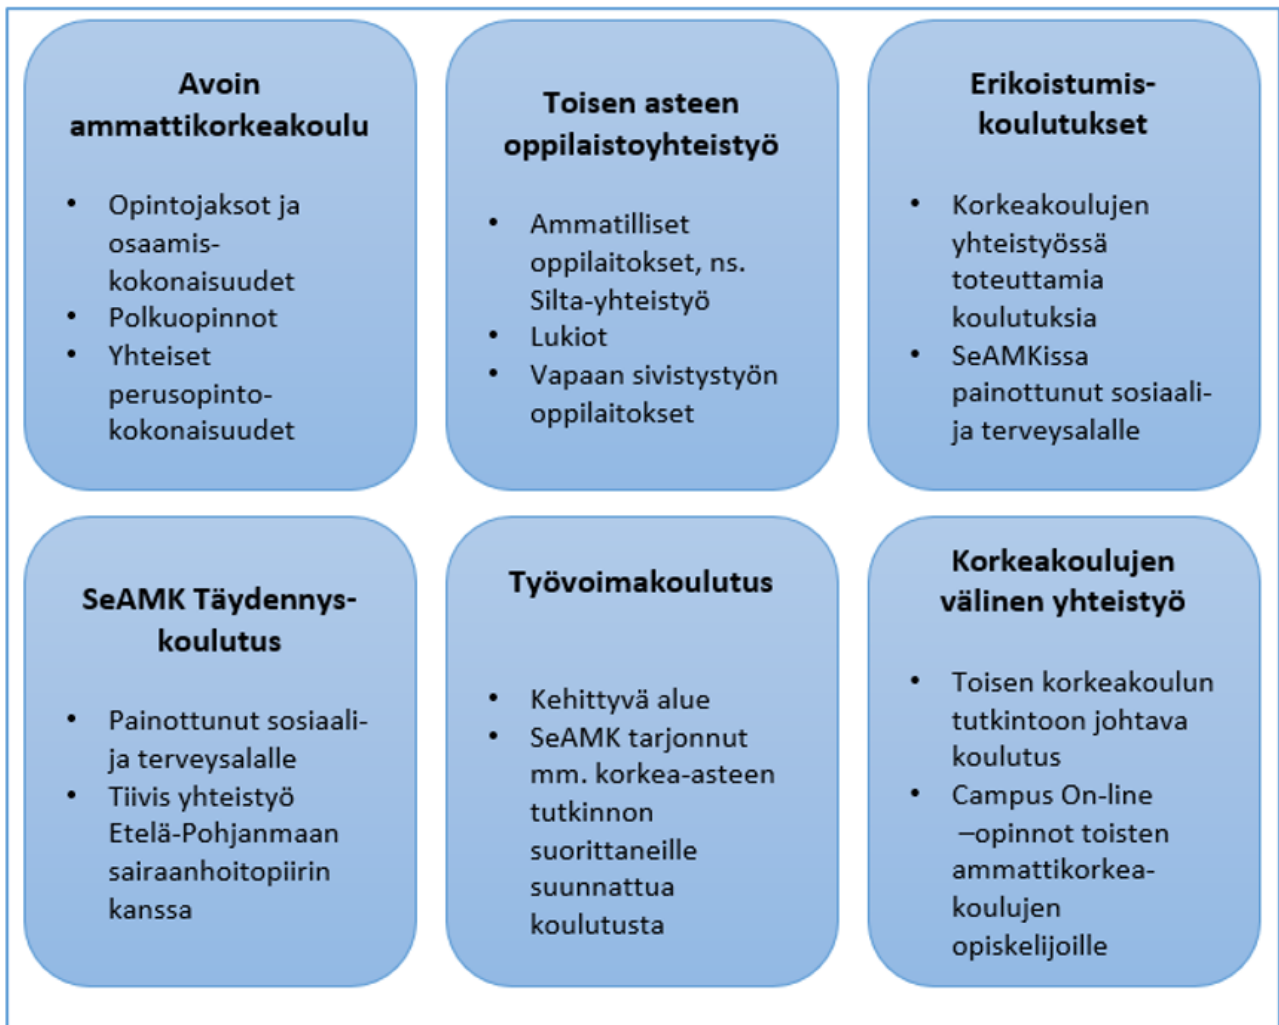 Avoin
ammattikorkeakoulu
• Opintojaksot ja
osaamis-
kokonaisuudet
• Polkuopinnot
• Yhteiset
perusopinto-
kokonaisuudet
Toisen asteen
oppilaistoyhteistyö
• Ammatilliset
oppilaitokset, ns.
Silta-yhteistyö
• Lukiot
• Vapaan sivistystyön
oppilaitokset
Erikoistumis-
koulutukset
• Korkeakoulujen
yhteistyössä
toteuttamia
koulutuksia
• SeAMKissa
painottunut sosiaali-
ja terveysalalle
SeAMK Täydennys-
koulutus
• Painottunut sosiaali-
ja terveysalalle
• Tiivis yhteistyö
Etelä-Pohjanmaan
sairaanhoitopiirin
kanssa
Työvoimakoulutus
• Kehittyvä alue
• SeAMK tarjonnut
mm. korkea-asteen
tutkinnon
suorittaneille
suunnattua
koulutusta
Korkeakoulujen
välinen yhteistyö
• Toisen korkeakoulun
tutkintoon johtava
koulutus
• Campus On-line
–opinnot toisten
ammattikorkea-
koulujen
opiskelijoille